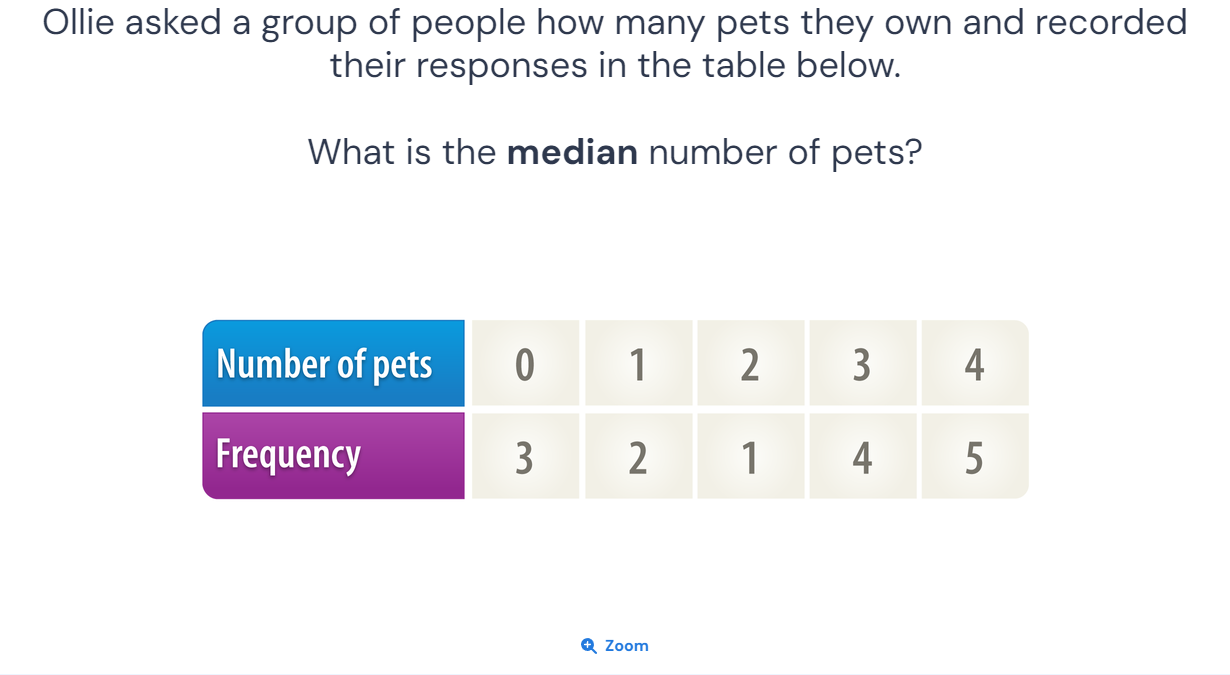 Ollie asked a group of people how many pets they own and recorded
their responses in the table below.
What is the median number of pets?
Number of pets 0 1 2 3 4
Frequency 3 2 1 4 5
Zoom